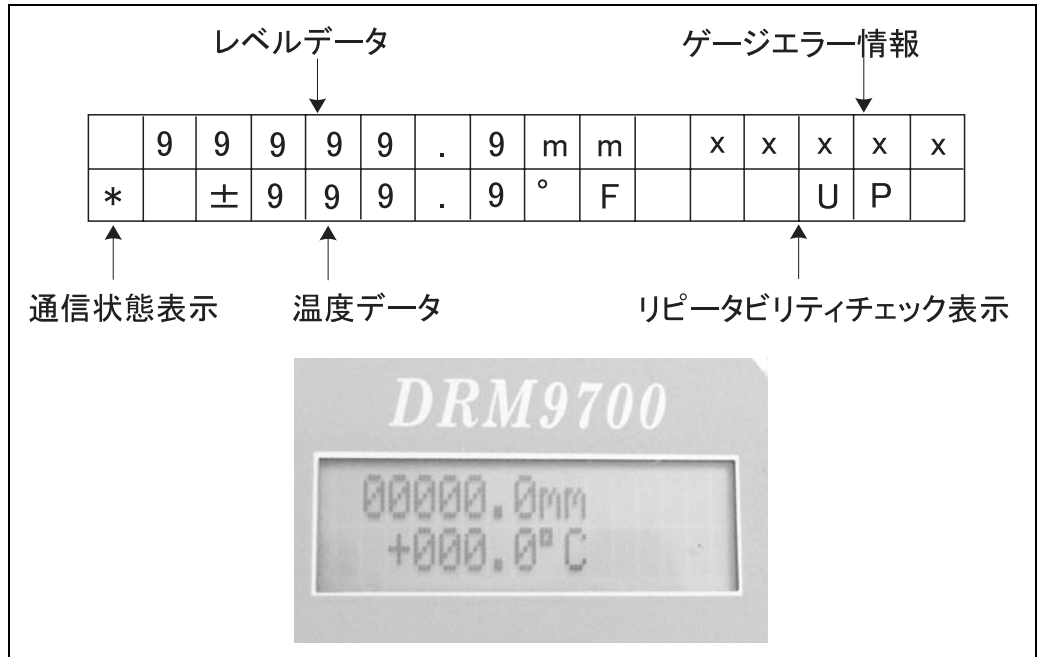 レベルデータ ゲージエラー情報
9 9 9 9 9 . 9 m m x x x x x
* ± 9 9 9 . 9 ° F U P
通信状態表示 温度データ リピータビリティチェック表示
DRM9700
00000.0mm
+000.0°C